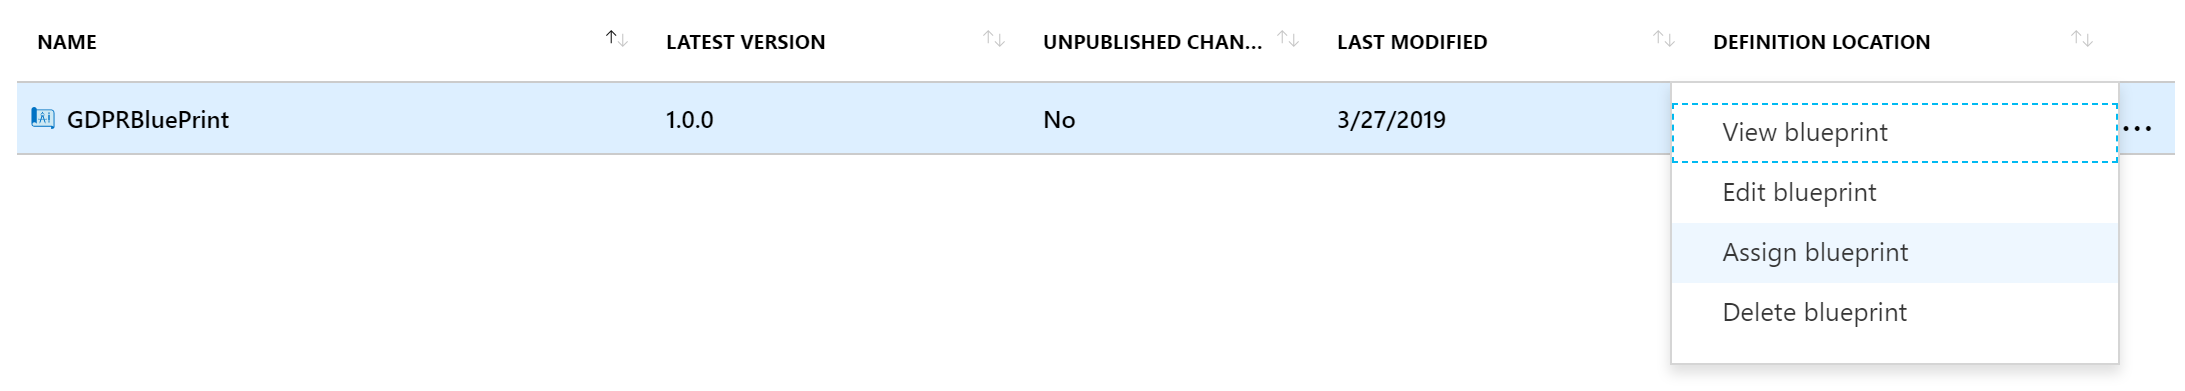 NAME LATEST VERSION UNPUBLISHED CHAN... LAST MODIFIED DEFINITION LOCATION
GDPRBluePrint 1.0.0 No 3/27/2019 ...
View blueprint
Edit blueprint
Assign blueprint
Delete blueprint